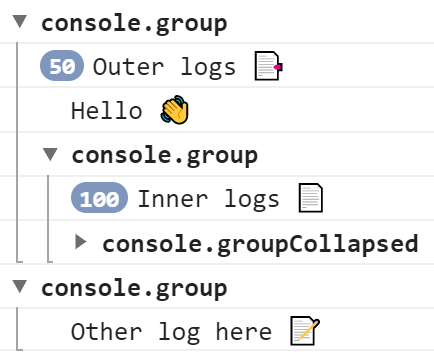 console.group
50 Outer logs 📑
Hello 👋
console.group
100 Inner logs 📄
console.groupCollapsed
console.group
Other log here 📝